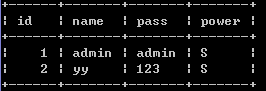 id | name | pass | power
1 | admin | admin | S
2 | yy | 123 | S